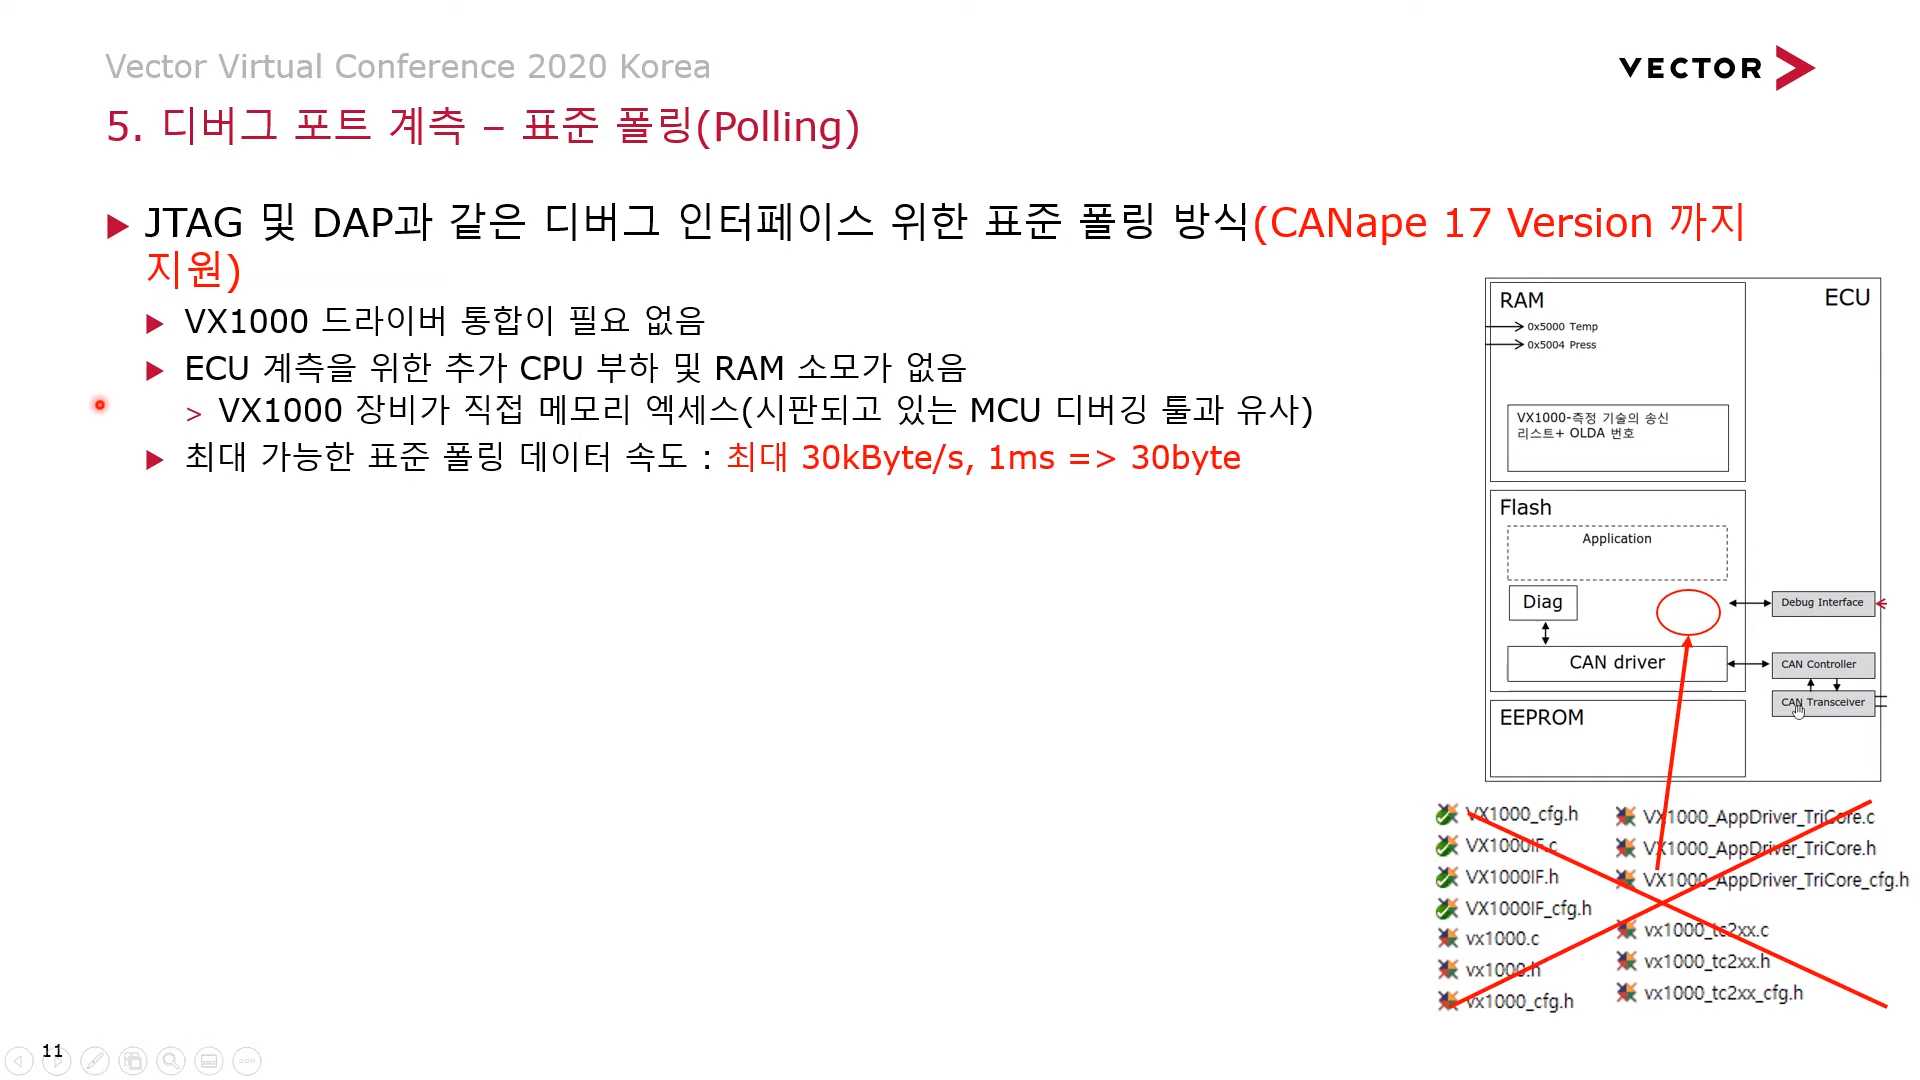 Vector Virtual Conference 2020 Korea
VECTOR
5. 디버그 포트 계측 – 표준 폴링(Polling)
JTAG 및 DAP과 같은 디버그 인터페이스 위한 표준 폴링 방식(CANape 17 Version 까지
지원)
VX1000 드라이버 통합이 필요 없음
ECU 계측을 위한 추가 CPU 부하 및 RAM 소모가 없음
> VX1000 장비가 직접 메모리 엑세스(시판되고 있는 MCU 디버깅 툴과 유사)
최대 가능한 표준 폴링 데이터 속도 : 최대 30kByte/s, 1ms => 30byte
RAM
ECU
0x5000 Temp
0x5004 Press
VX1000-측정 기술의 송신
리스트+ OLDA 번호
Flash
Application
Diag
Debug Interface
CAN driver
CAN Controller
CAN Transceiver
EEPROM
VX1000_cfg.h
VX1000IF.c
VX1000IF.h
VX1000IF_cfg.h
vx1000.c
vx1000.h
vx1000_cfg.h
VX1000_AppDriver_TriCore.c
VX1000_AppDriver_TriCore.h
VX1000_AppDriver_TriCore_cfg.h
vx1000_tc2xx.c
vx1000_tc2xx.h
vx1000_tc2xx_cfg.h
11